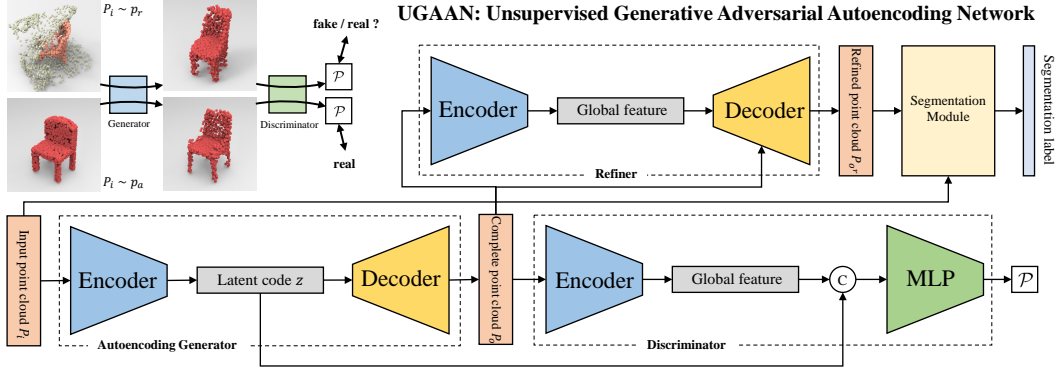 UGAAN: Unsupervised Generative Adversarial Autoencoding Network
P_i ~ p_r
fake / real ?
𝒫
Generator
Discriminator
𝒫
real
P_i ~ p_a
Encoder
Global feature
Decoder
Refiner
Refined point cloud P_o^r
Segmentation
Module
Segmentation label
Input point cloud P_i
Encoder
Latent code z
Decoder
Autoencoding Generator
Complete point cloud P_o
Encoder
Global feature
C
MLP
𝒫
Discriminator